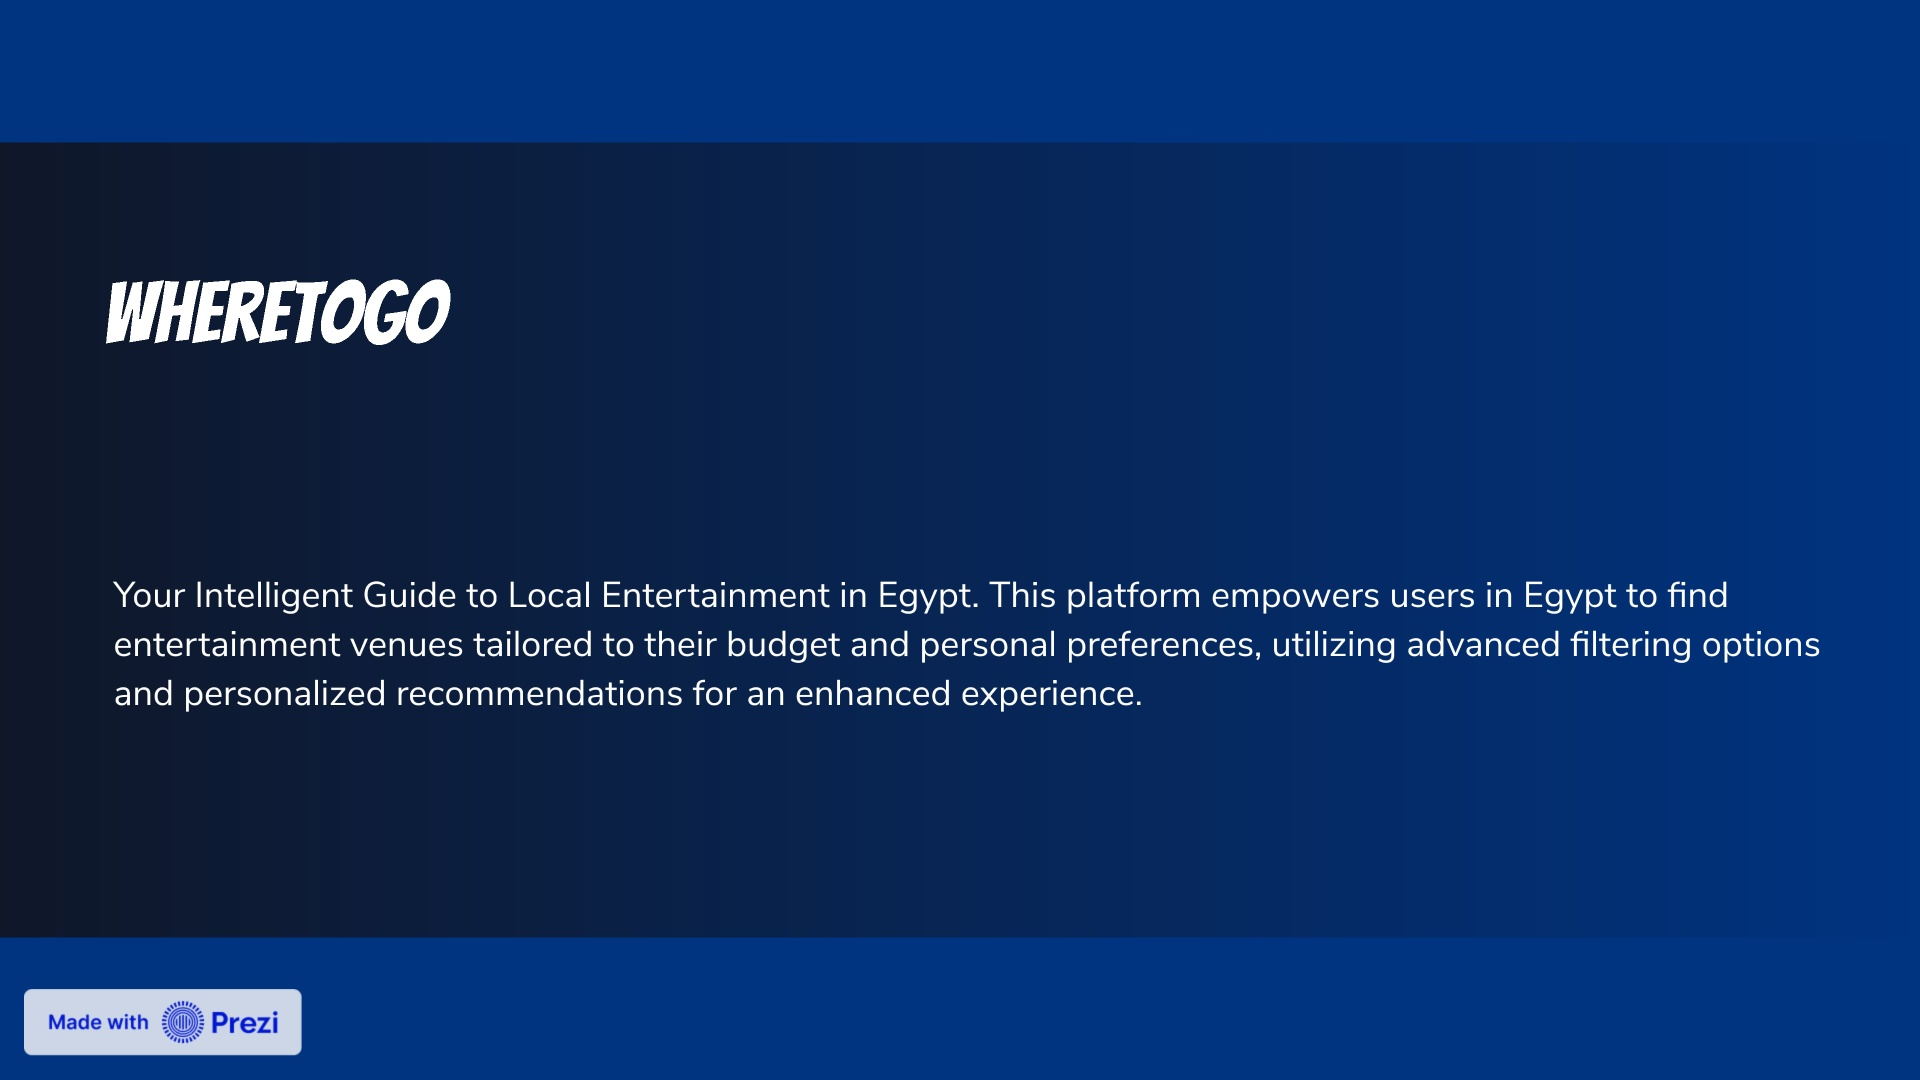 WHERETOGO
Your Intelligent Guide to Local Entertainment in Egypt. This platform empowers users in Egypt to find
entertainment venues tailored to their budget and personal preferences, utilizing advanced filtering options
and personalized recommendations for an enhanced experience.
Made with Prezi